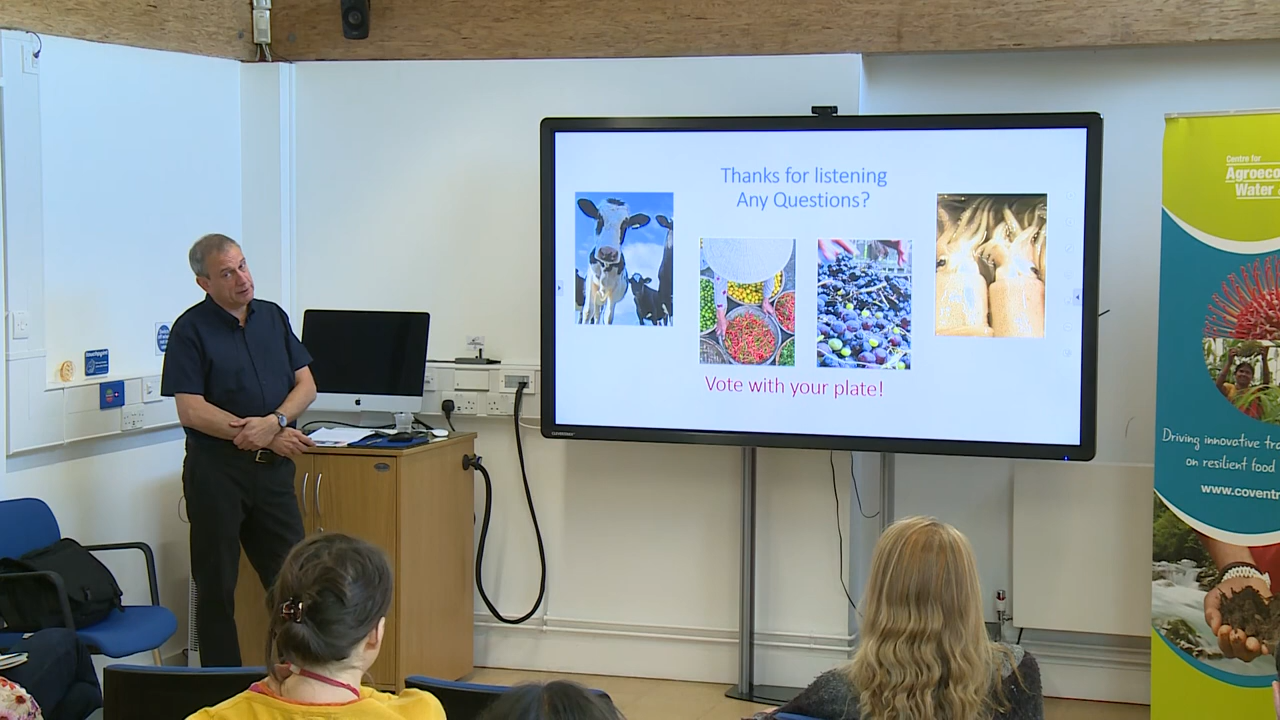 Thanks for listening
Any Questions?
Vote with your plate!
Centre for
Agroeco
Water
Driving innovative tra
on resilient food
www.coventr